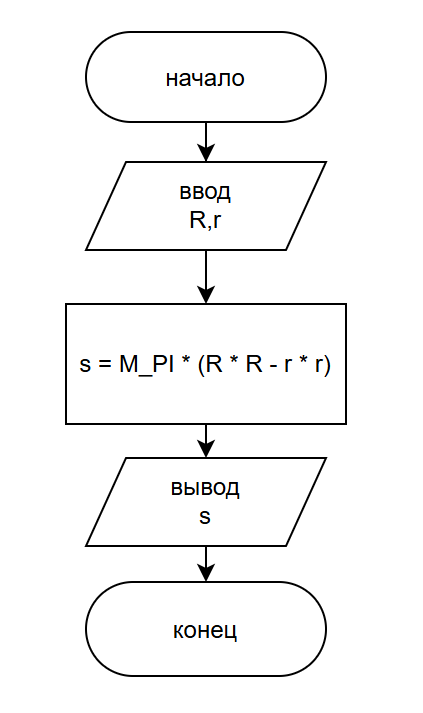 начало
ввод
R,r
s = M_PI * (R * R - r * r)
вывод
s
конец